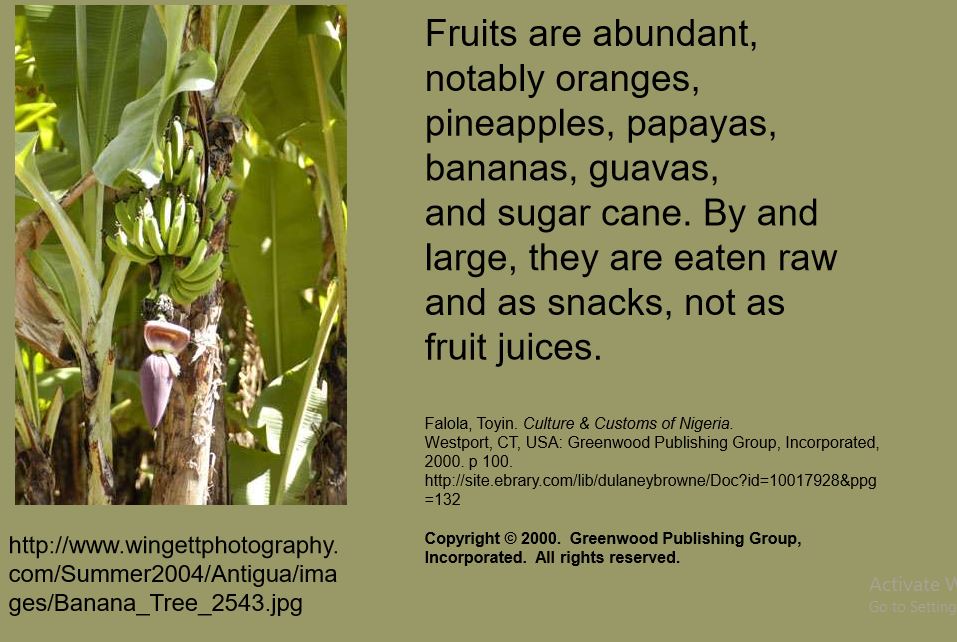 Fruits are abundant,
notably oranges,
pineapples, papayas,
bananas, guavas,
and sugar cane. By and
large, they are eaten raw
and as snacks, not as
fruit juices.
Falola, Toyin. Culture & Customs of Nigeria.
Westport, CT, USA: Greenwood Publishing Group, Incorporated,
2000. p 100.
http://site.ebrary.com/lib/dulaneybrowne/Doc?id=10017928&ppg
=132
Copyright © 2000.  Greenwood Publishing Group,
Incorporated.  All rights reserved.
http://www.wingettphotography.
com/Summer2004/Antigua/ima
ges/Banana_Tree_2543.jpg
Activate W
Go to Setting